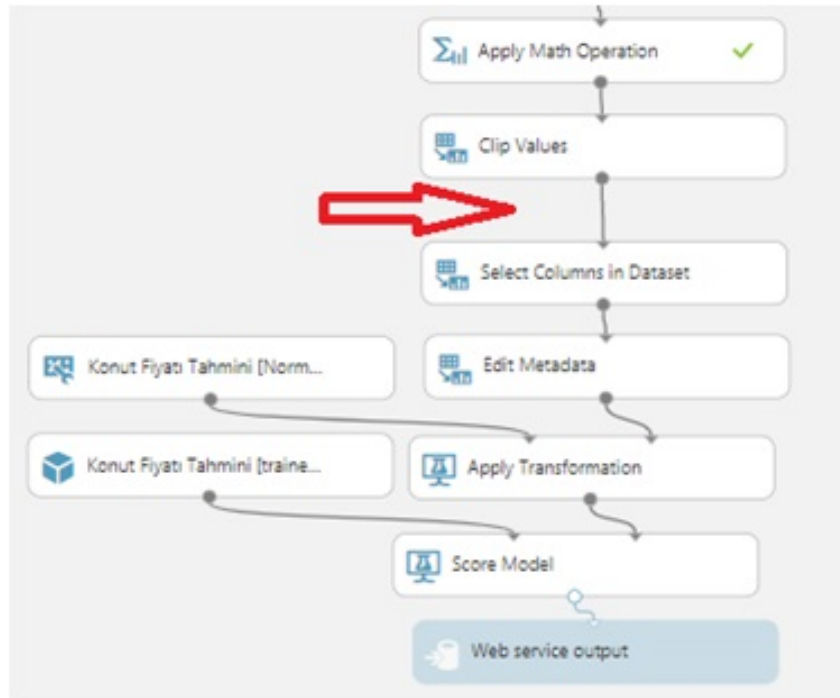 Apply Math Operation
Clip Values
Select Columns in Dataset
Konut Fiyatı Tahmini [Norm...
Edit Metadata
Konut Fiyatı Tahmini [traine...
Apply Transformation
Score Model
Web service output